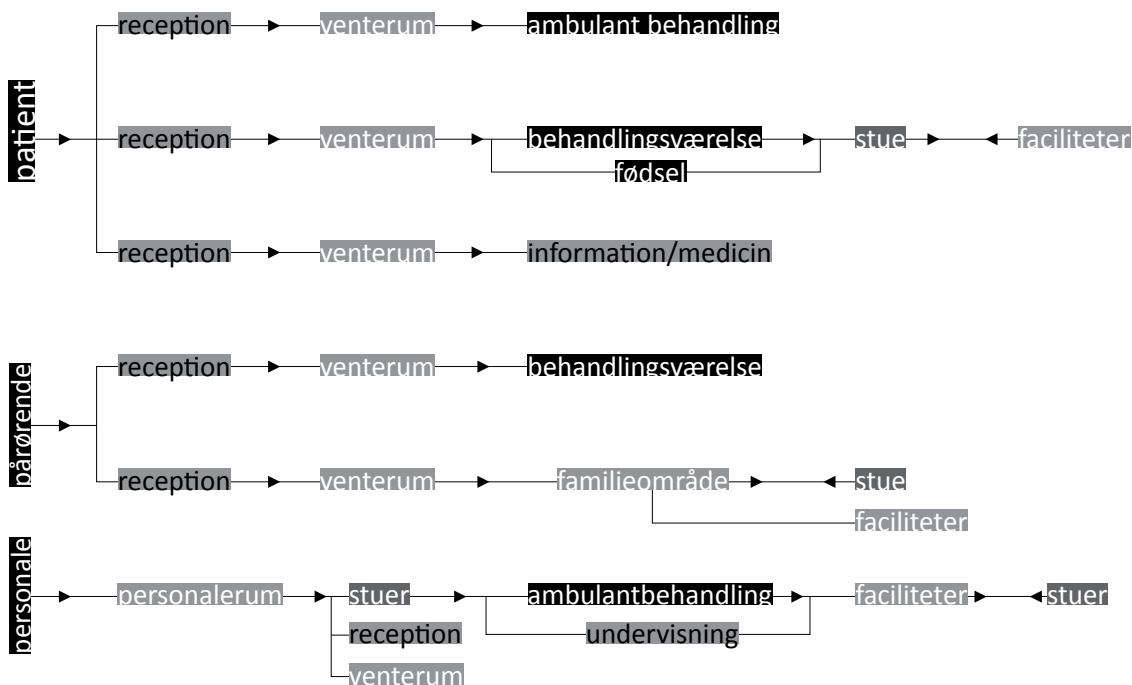 reception venterum ambulant behandling
patient reception venterum behandlingsværelse stue faciliteter
fødsel
reception venterum information/medicin
pårørende reception venterum behandlingsværelse
reception venterum familieområde stue
faciliteter
personale personalerum stuer ambulantbehandling faciliteter stuer
reception undervisning
venterum